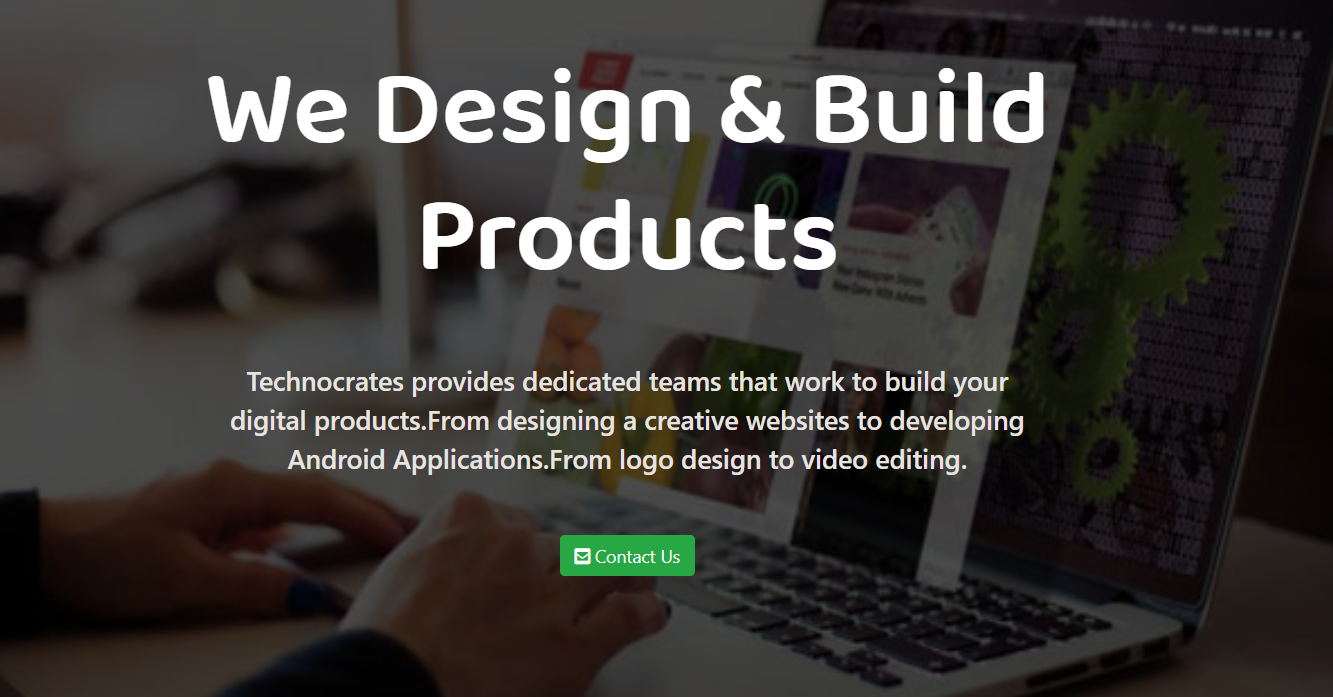 We Design & Build
Products
Technocrates provides dedicated teams that work to build your
digital products.From designing a creative websites to developing
Android Applications.From logo design to video editing.
Contact Us